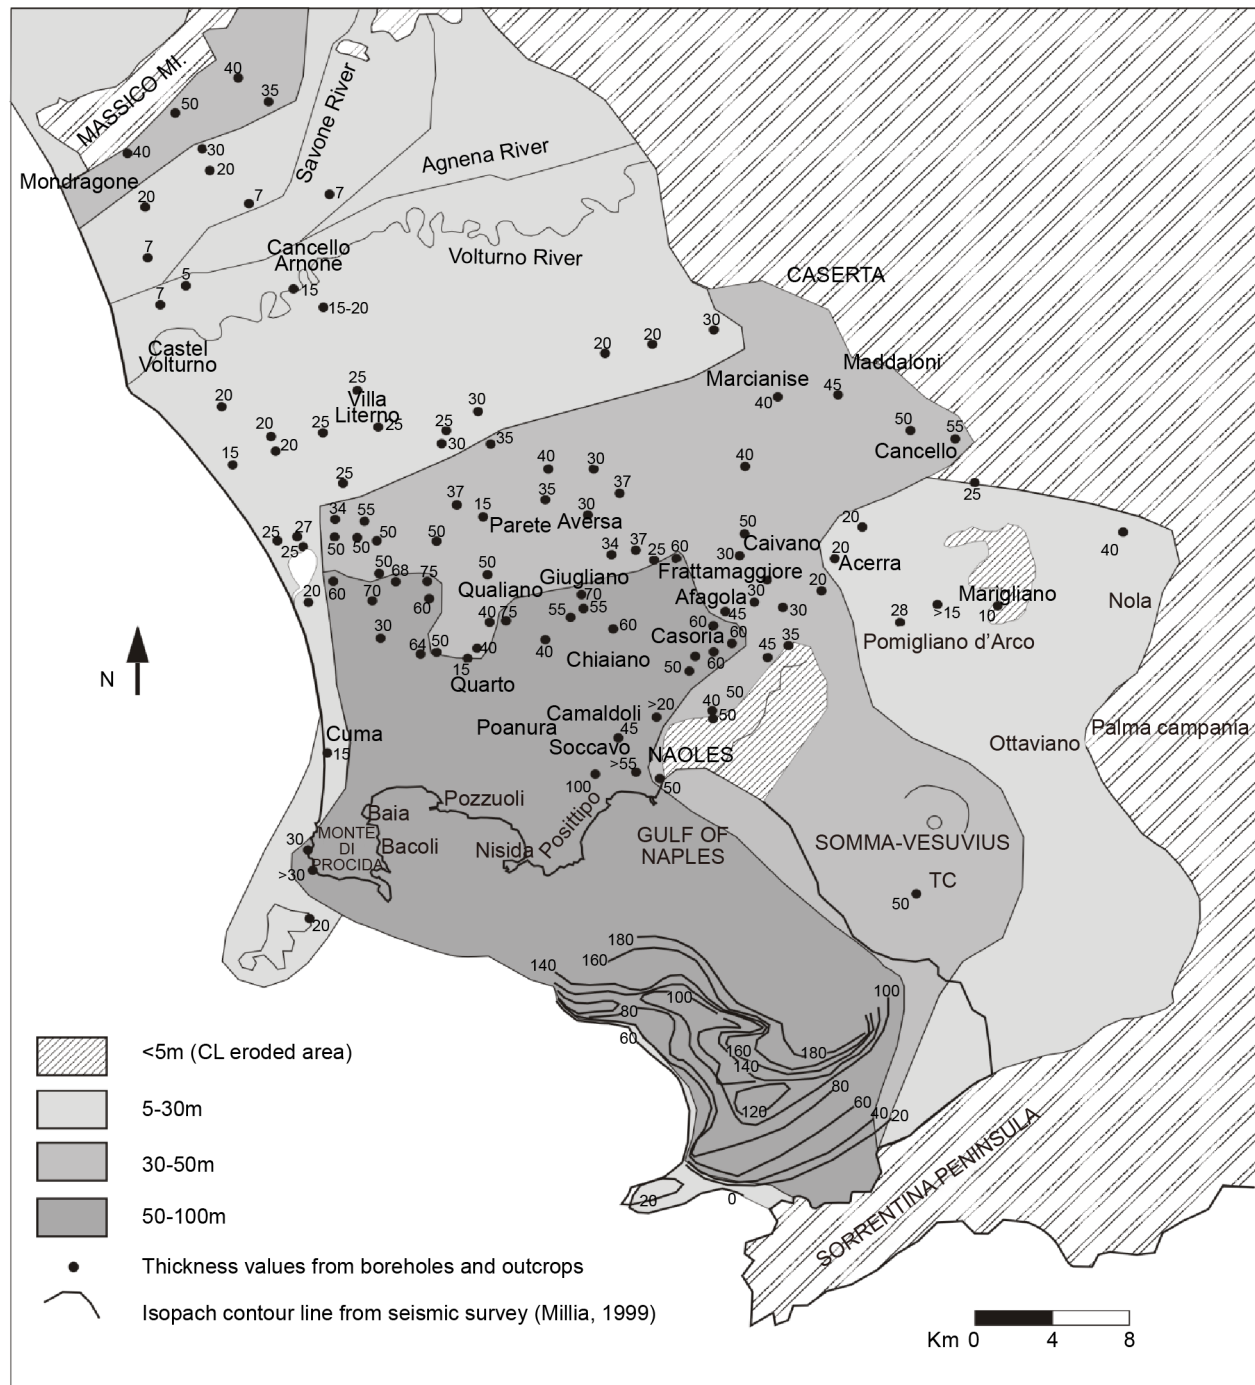 40
35
50
MASSICO MI.
40
30
20
Savone River
Agnena River
Mondragone
20
7
7
7
5
7
Cancello
Arnone
15
15-20
Volturno River
CASERTA
Castel
Volturno
20
20
30
Maddaloni
Marcianise
40
45
25
Villa
Literno
25
20
20
20
25
25
30
30
35
15
50
55
Cancello
25
25
40
30
40
37
35
37
15
30
Parete
Aversa
34
55
50
50
50
50
25
27
25
20
50
Caivano
30
20
20
Acerra
40
34
37
25
60
Giugliano
Frattamaggiore
50
68
75
60
70
60
50
Qualiano
70
55
55
40
75
Afagola
45
30
30
20
28
>15
Marigliano
10
Nola
Pomigliano d’Arco
30
64
50
40
15
Quarto
40
60
Chiaiano
60
Casoria
60
60
50
45
35
N
Cuma
15
Poanura
Camaldoli
>20
45
Soccavo
>55
100
NAOLES
50
40
50
50
Ottaviano
Palma campania
Baia
Pozzuoli
Bacoli
Nisida
Posittipo
GULF OF
NAPLES
SOMMA-VESUVIUS
TC
50
30
MONTE
DI
PROCIDA
>30
20
180
160
140
100
80
60
100
160
140
180
120
80
60
40
20
20
0
SORRENTINA PENINSULA
<5m (CL eroded area)
5-30m
30-50m
50-100m
Thickness values from boreholes and outcrops
Isopach contour line from seismic survey (Millia, 1999)
Km 0 4 8